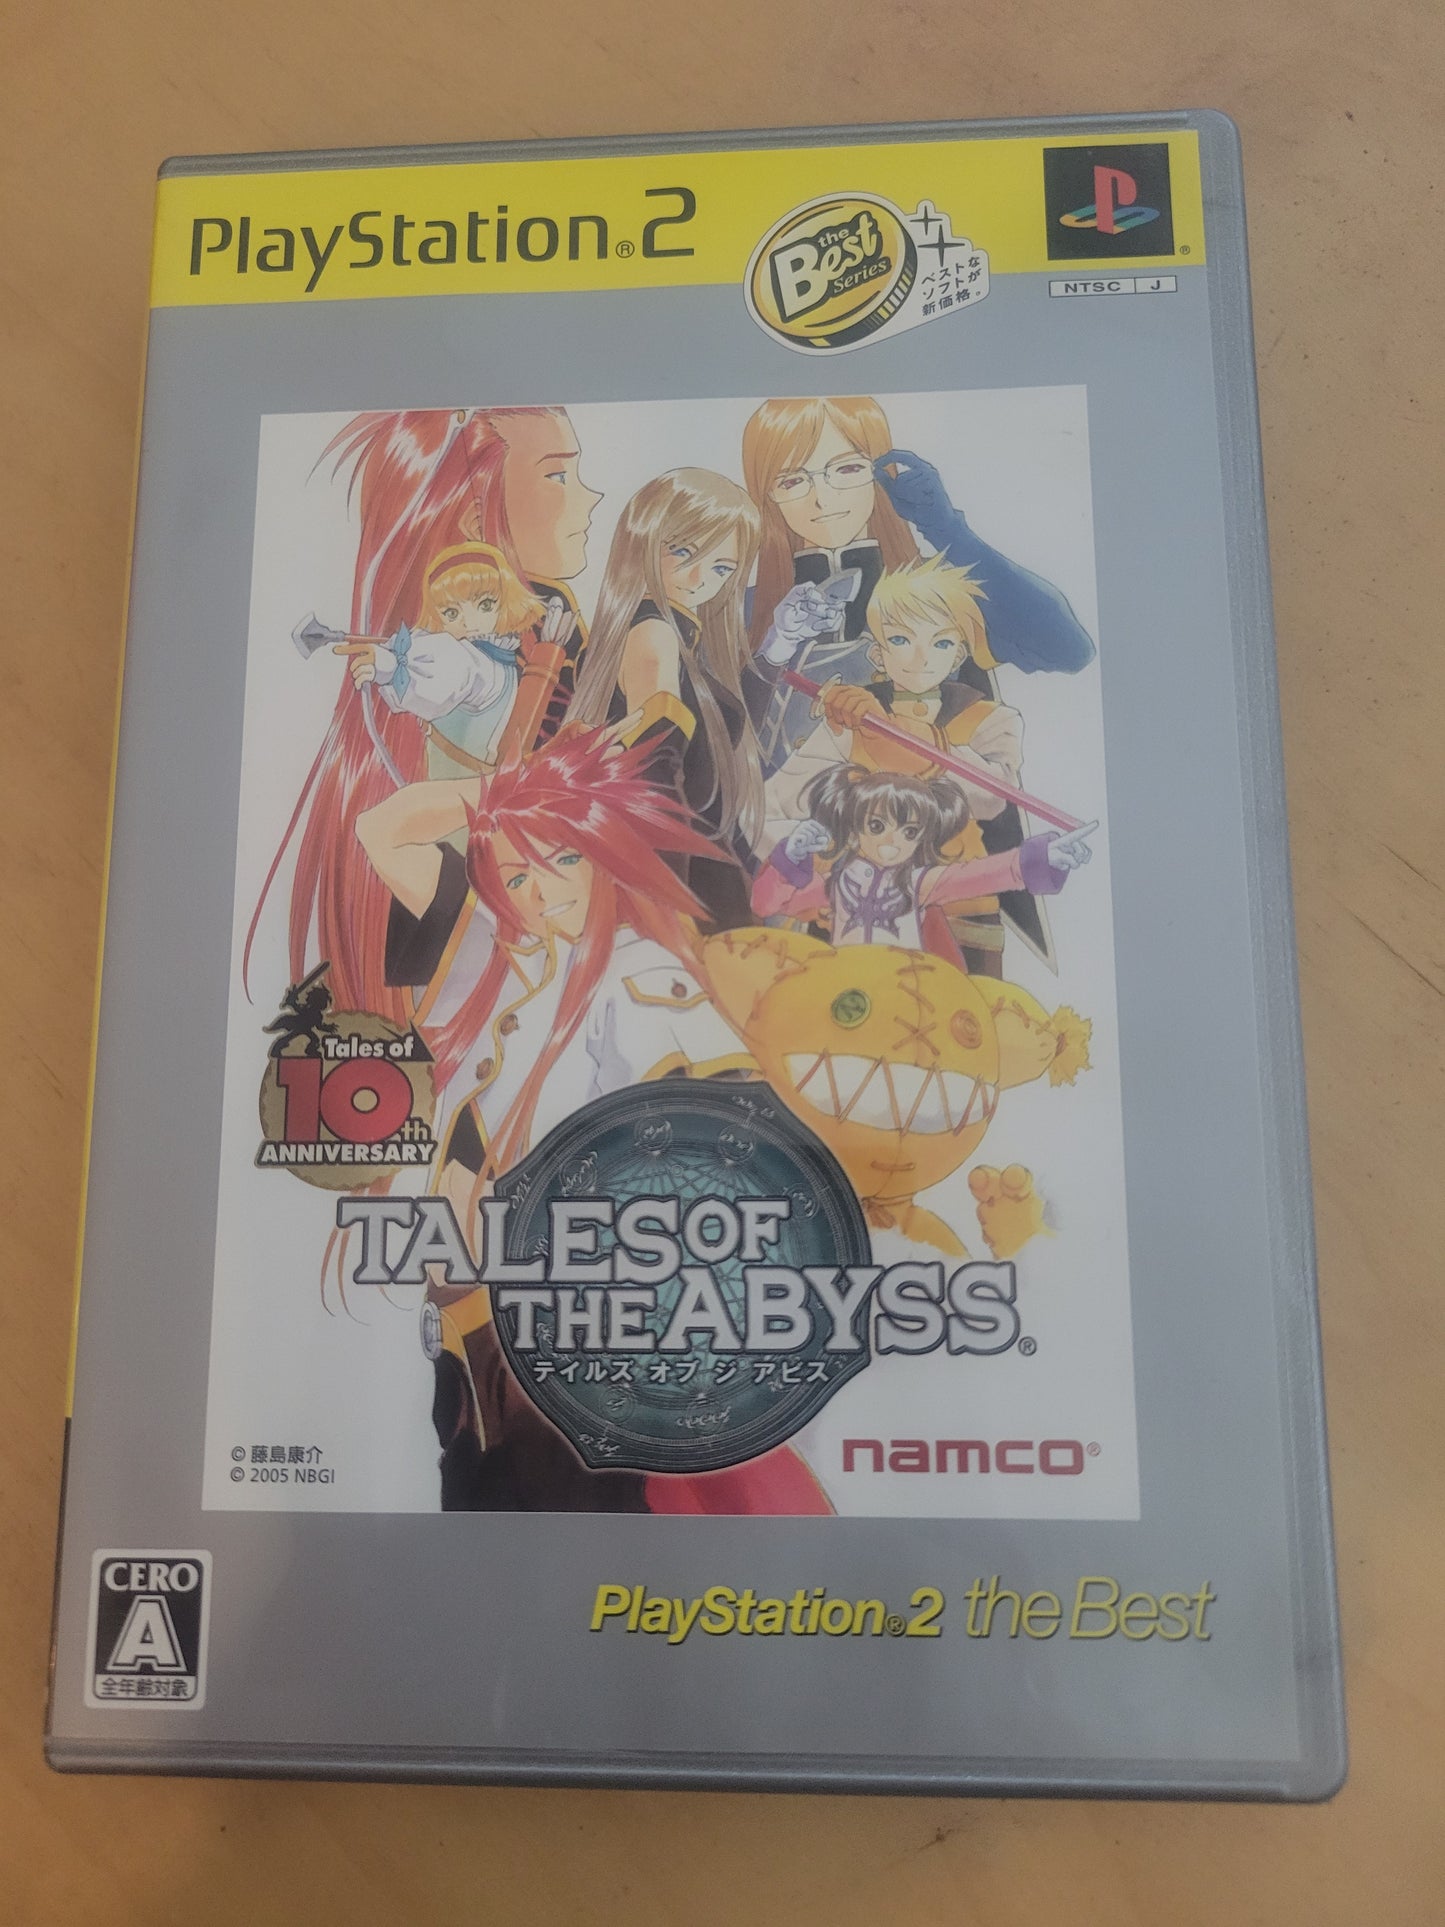 PlayStation®2
the
Best
Series
ベストな
ソフトが
新価格。
®
NTSC J
Tales of
10th
ANNIVERSARY
TALES OF
THE ABYSS®
テイルズ オブ ジ アビス
© 藤島康介
© 2005 NBGI
namco®
CERO
A
全年齢対象
PlayStation®2 the Best